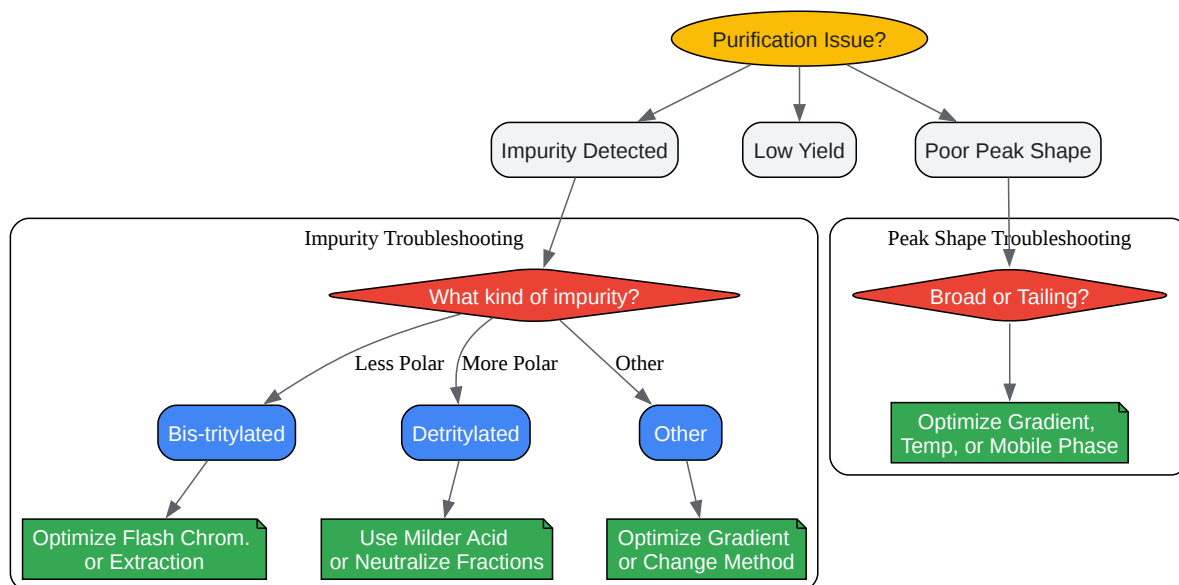 Purification Issue?
Impurity Detected
Low Yield
Poor Peak Shape
Impurity Troubleshooting
Peak Shape Troubleshooting
What kind of impurity?
Broad or Tailing?
Less Polar
More Polar
Other
Bis-tritylated
Detritylated
Other
Optimize Gradient,
Temp, or Mobile Phase
Optimize Flash Chrom.
or Extraction
Use Milder Acid
or Neutralize Fractions
Optimize Gradient
or Change Method